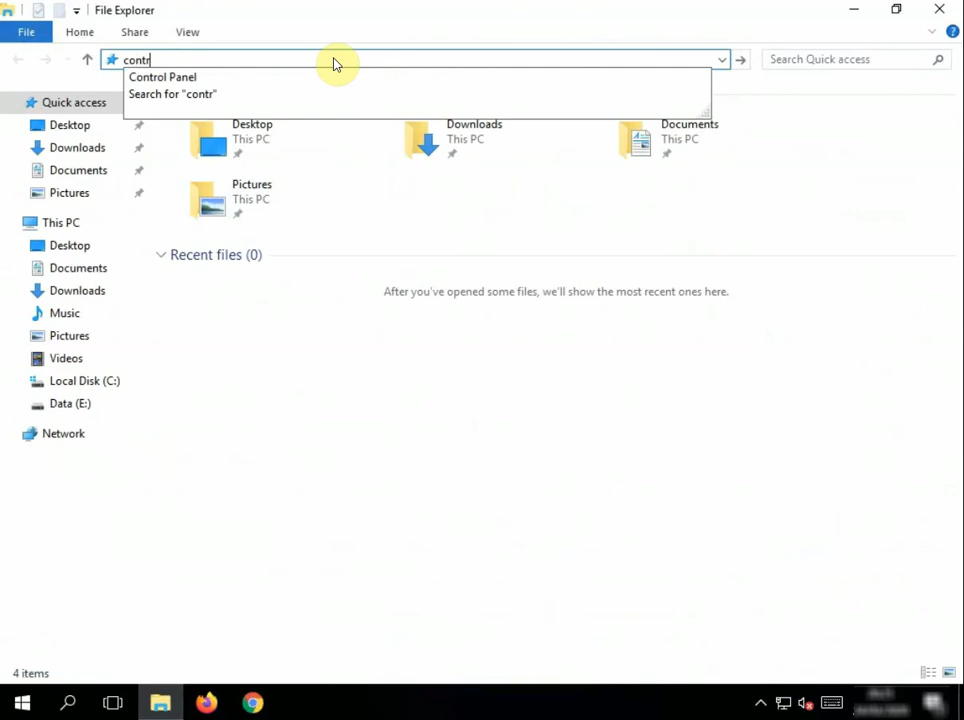 File Explorer
File Home Share View
contr
Search Quick access
Control Panel
Search for "contr"
Quick access
Desktop
Downloads
Documents
Pictures
This PC
Desktop
Documents
Downloads
Music
Pictures
Videos
Local Disk (C:)
Data (E:)
Network
Desktop
This PC
Downloads
This PC
Documents
This PC
Pictures
This PC
Recent files (0)
After you've opened some files, we'll show the most recent ones here.
4 items